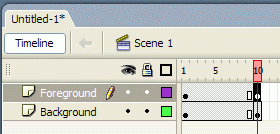 Untitled-1*
Timeline Scene 1
1 5 10
Foreground
Background